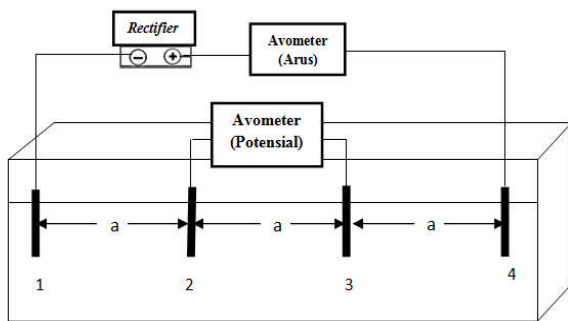 Rectifier
Avometer
(Arus)
Avometer
(Potensial)
a
a
a
1
2
3
4